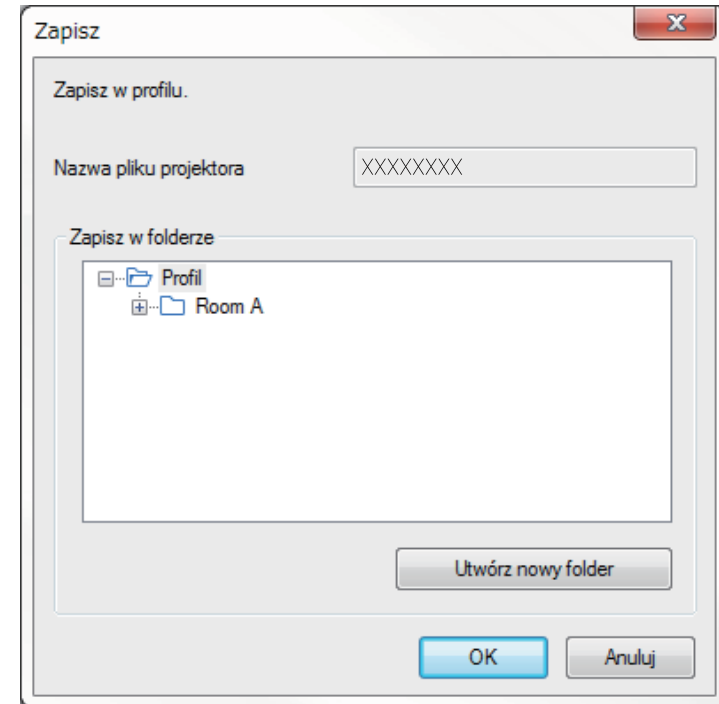 Zapisz
Zapisz w profilu.
Nazwa pliku projektora XXXXXXXX
Zapisz w folderze
Profil
Room A
Utwórz nowy folder
OK Anuluj